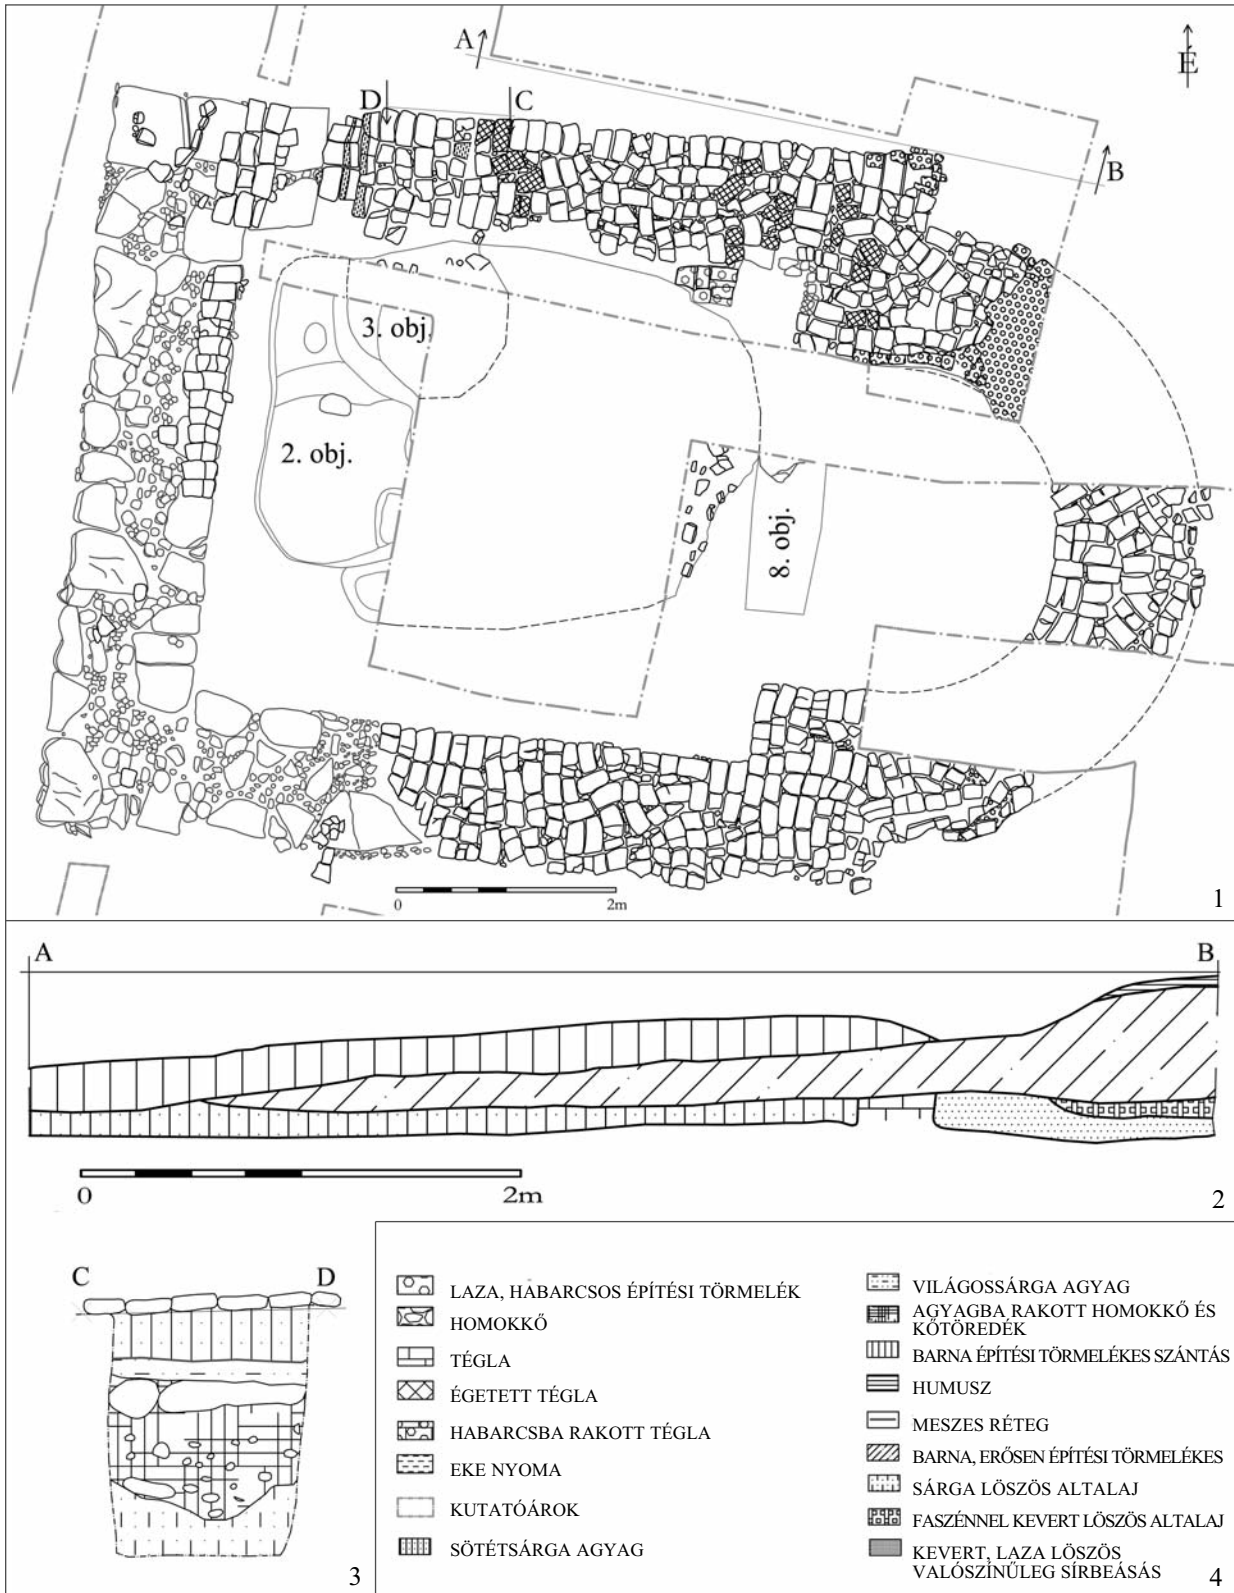 A
É
D
C
B
3. obj.
2. obj.
8. obj.
0 2m
1
A B
0 2m
2
C D
3
LAZA, HABARCSOS ÉPÍTÉSI TÖRMELÉK
HOMOKKŐ
TÉGLA
ÉGETETT TÉGLA
HABARCSBA RAKOTT TÉGLA
EKE NYOMA
KUTATÓÁROK
SÖTÉTSÁRGA AGYAG
VILÁGOSSÁRGA AGYAG
AGYAGBA RAKOTT HOMOKKŐ ÉS
KŐTÖREDÉK
BARNA ÉPÍTÉSI TÖRMELÉKES SZÁNTÁS
HUMUSZ
MESZES RÉTEG
BARNA, ERŐSEN ÉPÍTÉSI TÖRMELÉKES
SÁRGA LÖSZÖS ALTALAJ
FASZÉNNEL KEVERT LÖSZÖS ALTALAJ
KEVERT, LAZA LÖSZÖS
VALÓSZÍNŰLEG SÍRBEÁSÁS
4